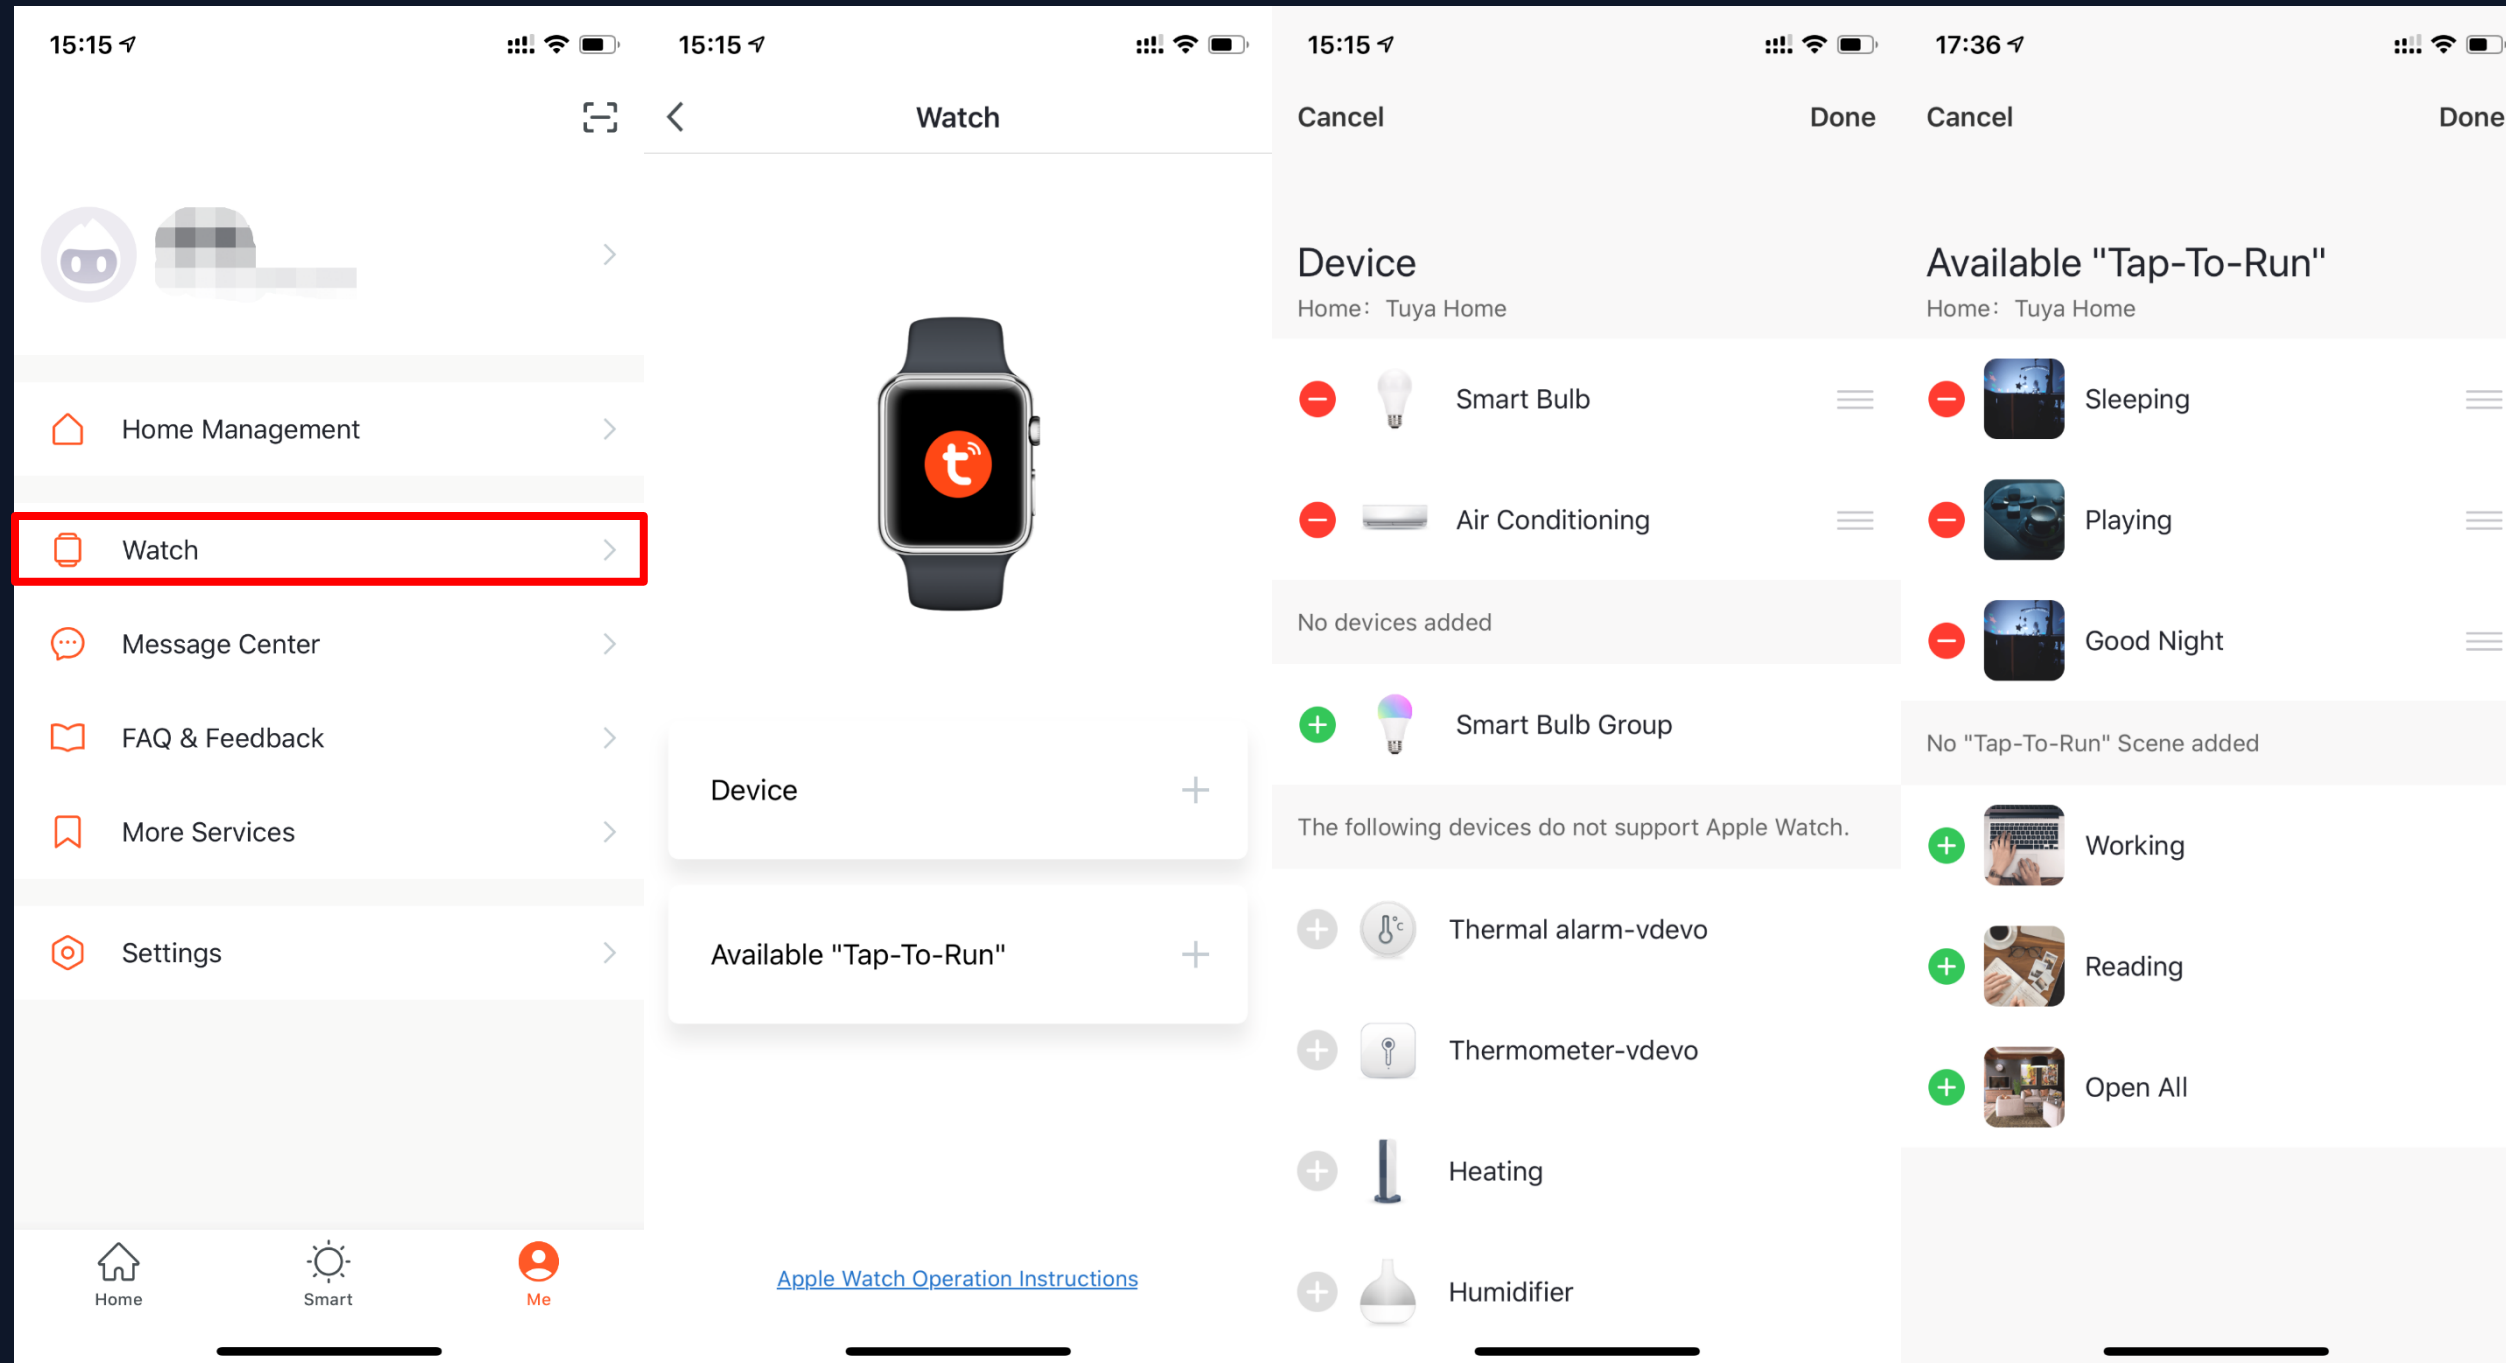 15:15
Home Management
Watch
Message Center
FAQ & Feedback
More Services
Settings
Home
Smart
Me
15:15
Watch
Device
Available "Tap-To-Run"
Apple Watch Operation Instructions
15:15
Cancel
Done
Device
Home: Tuya Home
Smart Bulb
Air Conditioning
No devices added
Smart Bulb Group
The following devices do not support Apple Watch.
Thermal alarm-vdevo
Thermometer-vdevo
Heating
Humidifier
17:36
Cancel
Done
Available "Tap-To-Run"
Home: Tuya Home
Sleeping
Playing
Good Night
No "Tap-To-Run" Scene added
Working
Reading
Open All